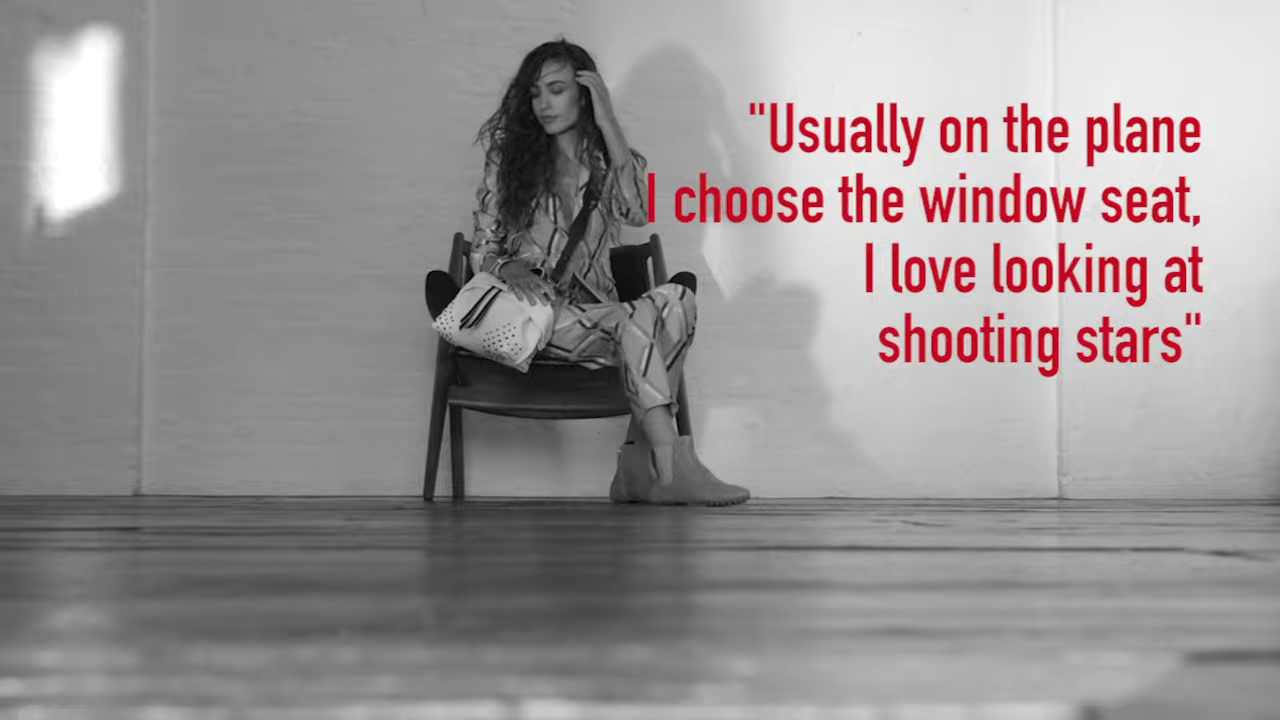 "Usually on the plane
I choose the window seat,
I love looking at
shooting stars"